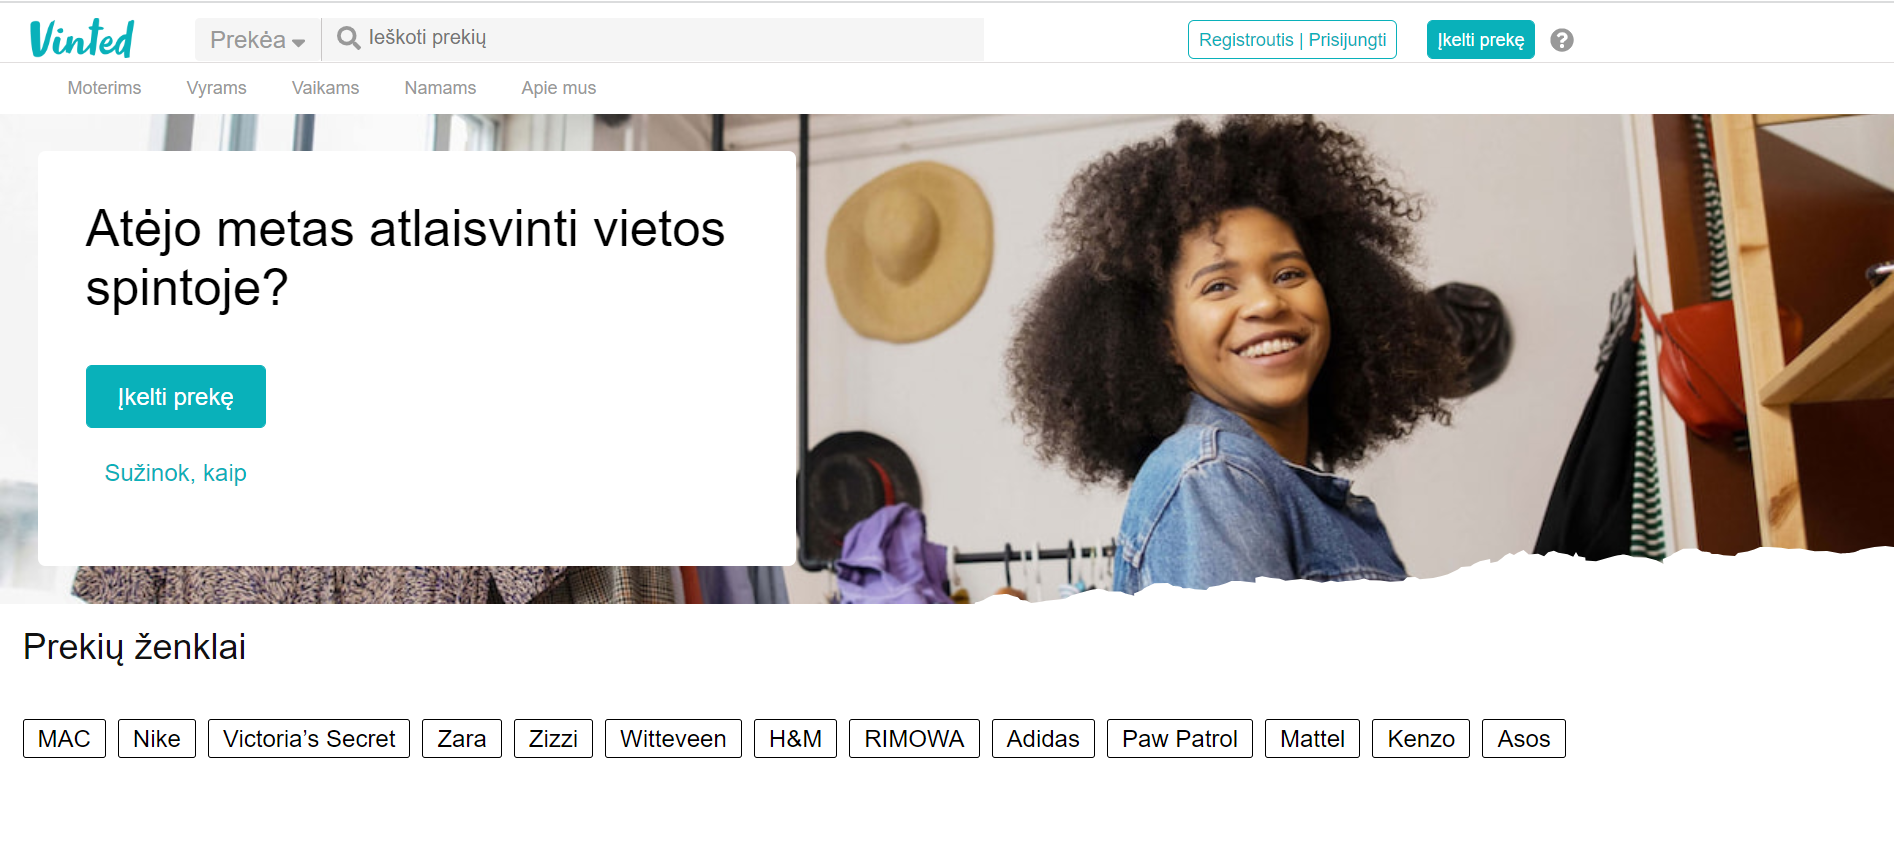 Vinted
Prekėa
Ieškoti prekių
Registroutis | Prisijungti
Įkelti prekę
?
Moterims
Vyrams
Vaikams
Namams
Apie mus
Atėjo metas atlaisvinti vietos
spintoje?
Įkelti prekę
Sužinok, kaip
Prekių ženklai
MAC
Nike
Victoria’s Secret
Zara
Zizzi
Witteveen
H&M
RIMOWA
Adidas
Paw Patrol
Mattel
Kenzo
Asos